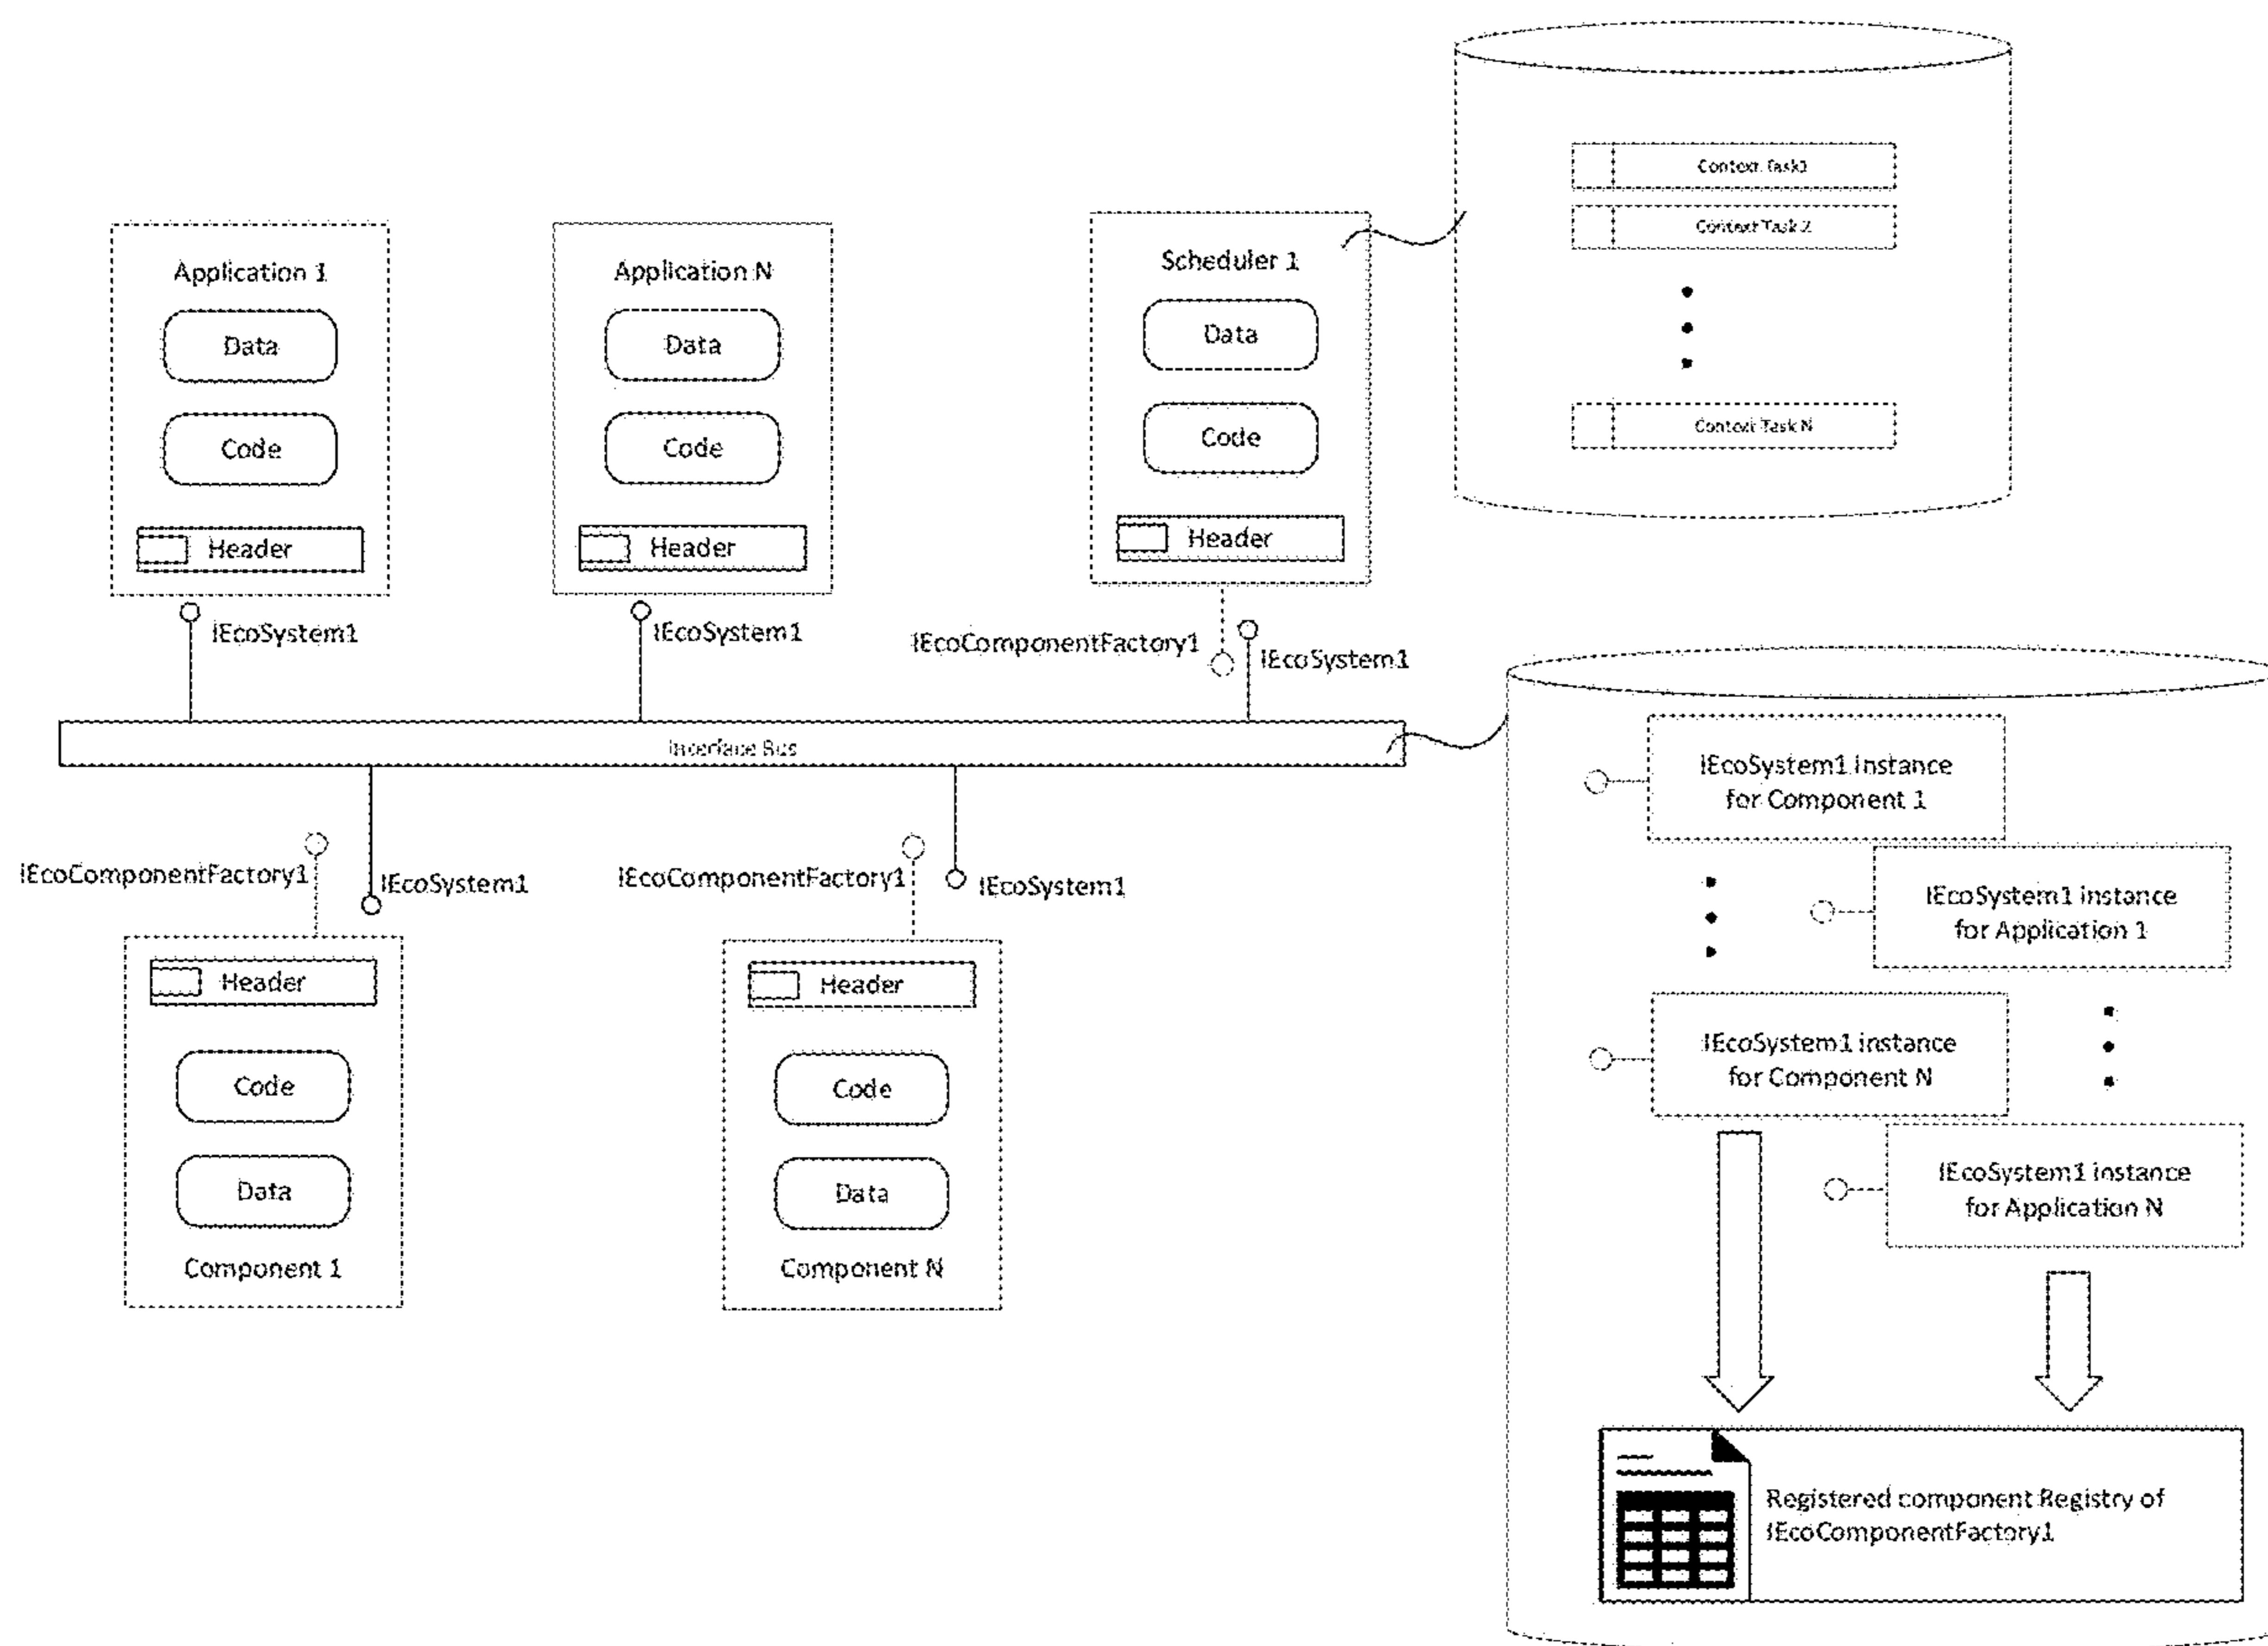 Context Task1
Context Task 2
Context Task N
Application 1
Data
Code
Header
IEcoSystem1
Application N
Data
Code
Header
IEcoSystem1
Scheduler 1
Data
Code
Header
IEcoComponentFactory1
IEcoSystem1
Interface Bus
IEcoComponentFactory1
IEcoSystem1
Header
Code
Data
Component 1
IEcoComponentFactory1
IEcoSystem1
Header
Code
Data
Component N
IEcoSystem1 instance
for Component 1
IEcoSystem1 instance
for Application 1
IEcoSystem1 instance
for Component N
IEcoSystem1 instance
for Application N
Registered component Registry of
IEcoComponentFactory1